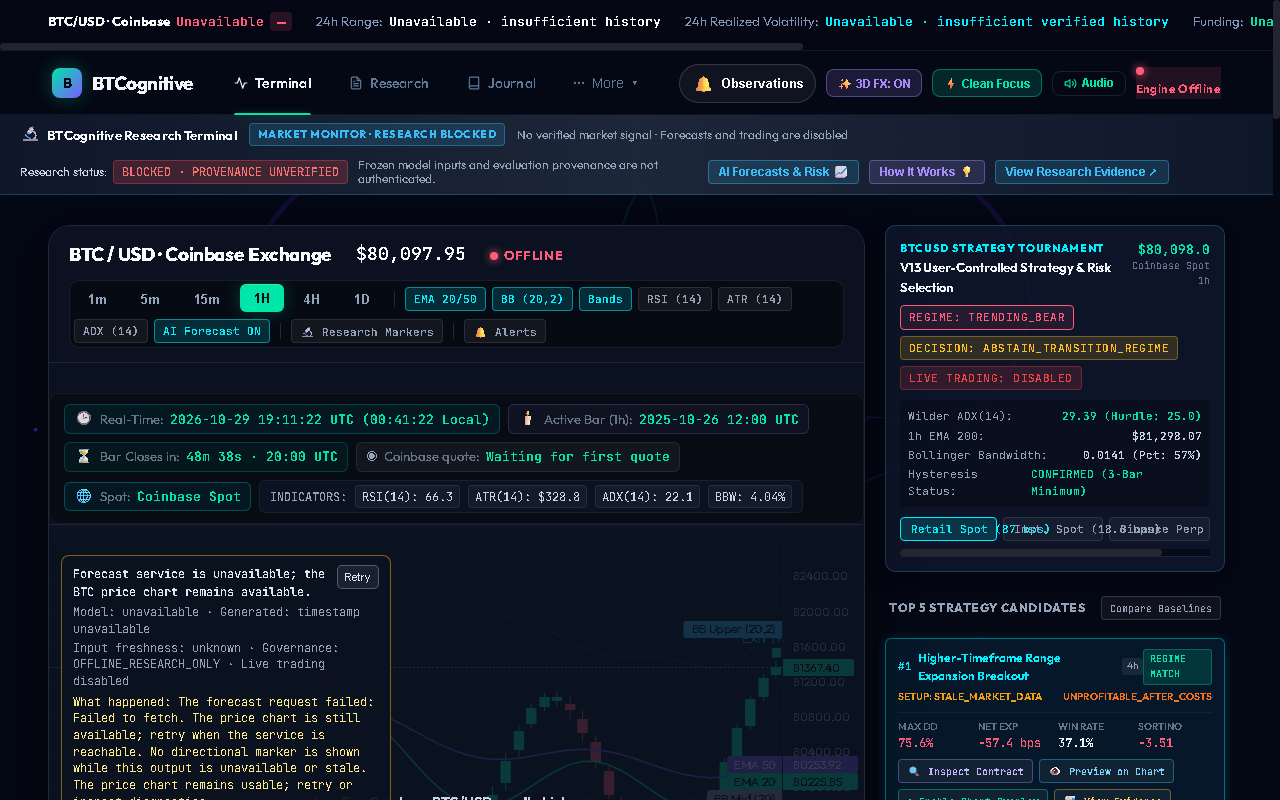 BTC/USD · Coinbase Unavailable — 24h Range: Unavailable · insufficient history 24h Realized Volatility: Unavailable · insufficient verified history Funding: Una
B BTCognitive Terminal Research Journal ··· More ▾ 🔔 Observations ✨ 3D FX: ON ⚡ Clean Focus Audio Engine Offline
BTCognitive Research Terminal MARKET MONITOR · RESEARCH BLOCKED No verified market signal · Forecasts and trading are disabled
Research status: BLOCKED · PROVENANCE UNVERIFIED Frozen model inputs and evaluation provenance are not
authenticated.
AI Forecasts & Risk 📈 How It Works 💡 View Research Evidence ↗
BTC / USD · Coinbase Exchange $80,097.95 OFFLINE
1m 5m 15m 1H 4H 1D EMA 20/50 BB (20,2) Bands RSI (14) ATR (14)
ADX (14) AI Forecast ON 🔬 Research Markers 🔔 Alerts
Real-Time: 2026-10-29 19:11:22 UTC (00:41:22 Local) Active Bar (1h): 2025-10-26 12:00 UTC
Bar Closes in: 48m 38s · 20:00 UTC Coinbase quote: Waiting for first quote
Spot: Coinbase Spot INDICATORS: RSI(14): 66.3 ATR(14): $328.8 ADX(14): 22.1 BBW: 4.04%
Forecast service is unavailable; the
BTC price chart remains available.
Retry
Model: unavailable · Generated: timestamp
unavailable
Input freshness: unknown · Governance:
OFFLINE_RESEARCH_ONLY · Live trading
disabled
What happened: The forecast request failed:
Failed to fetch. The price chart is still
available; retry when the service is
reachable. No directional marker is shown
while this output is unavailable or stale.
The price chart remains usable; retry or
82400.00
82000.00
BB Upper (20,2)
81600.00
81367.40
81200.00
80800.00
80400.00
EMA 50 80253.92
EMA 20 80225.85
BB Mid (20)
BTCUSD STRATEGY TOURNAMENT
V13 User-Controlled Strategy & Risk
Selection
$80,098.0
Coinbase Spot
1h
REGIME: TRENDING_BEAR
DECISION: ABSTAIN_TRANSITION_REGIME
LIVE TRADING: DISABLED
Wilder ADX(14): 29.39 (Hurdle: 25.0)
1h EMA 200: $81,298.07
Bollinger Bandwidth: 0.0141 (Pct: 57%)
Hysteresis
Status:
CONFIRMED (3-Bar
Minimum)
Retail Spot Spot Perp
TOP 5 STRATEGY CANDIDATES Compare Baselines
#1 Higher-Timeframe Range
Expansion Breakout
4h REGIME
MATCH
SETUP: STALE_MARKET_DATA UNPROFITABLE_AFTER_COSTS
MAX DD NET EXP WIN RATE SORTINO
75.6% -57.4 bps 37.1% -3.51
🔍 Inspect Contract 👁 Preview on Chart